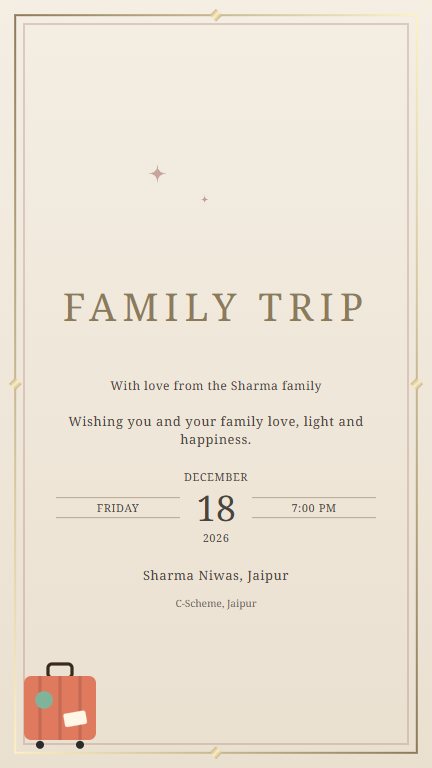 FAMILY TRIP
With love from the Sharma family
Wishing you and your family love, light and
happiness.
DECEMBER
FRIDAY 18 7:00 PM
2026
Sharma Niwas, Jaipur
C-Scheme, Jaipur